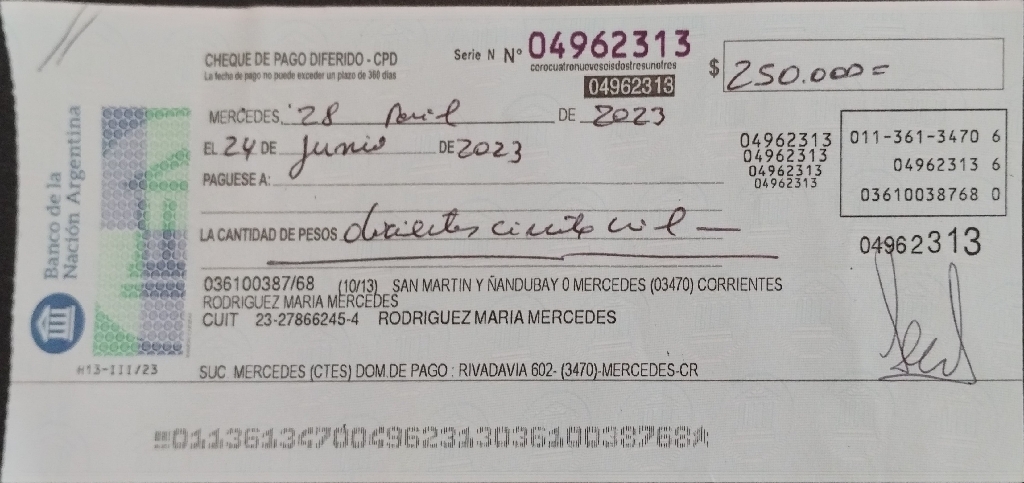 CHEQUE DE PAGO DIFERIDO - CPD
La fecha de pago no puede exceder un plazo de 360 días
Serie N Nº 04962313
cerocuatronueveseisdostresunotres
04962313
$ 250.000=
MERCEDES, 28 Abril DE 2023
EL 24 DE Junio DE 2023
PAGUESE A:
LA CANTIDAD DE PESOS doscientos cincuenta mil
04962313
04962313
04962313
04962313
011-361-3470 6
04962313 6
03610038768 0
04962313
036100387/68 (10/13) SAN MARTIN Y ÑANDUBAY 0 MERCEDES (03470) CORRIENTES
RODRIGUEZ MARIA MERCEDES
CUIT 23-27866245-4 RODRIGUEZ MARIA MERCEDES
SUC. MERCEDES (CTES) DOM.DE PAGO : RIVADAVIA 602- (3470)-MERCEDES-CR
Banco de la
Nación Argentina
H13-111/23
01136134700496231303610038768